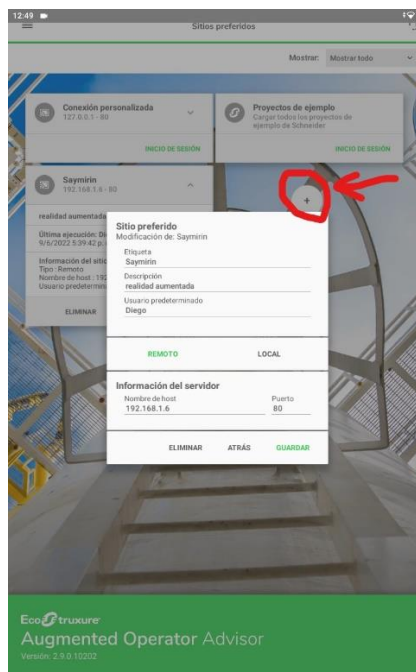 12:49
Sitios preferidos
Mostrar: Mostrar todo
Conexión personalizada
127.0.0.1 - 80
INICIO DE SESIÓN
Proyectos de ejemplo
Cargar todos los proyectos de
ejemplo de Schneider
INICIO DE SESIÓN
Saymirin
192.168.1.6 - 80
realidad aumentada
Última ejecución: Di
9/6/2022 5:39:42 p.
Información del sitio
Tipo : Remoto
Nombre de host : 192
Usuario predetermin
ELIMINAR
+
Sitio preferido
Modificación de: Saymirin
Etiqueta
Saymirin
Descripción
realidad aumentada
Usuario predeterminado
Diego
REMOTO LOCAL
Información del servidor
Nombre de host Puerto
192.168.1.6 80
ELIMINAR ATRÁS GUARDAR
EcoStruxure
Augmented Operator Advisor
Versión: 2.9.0.10202